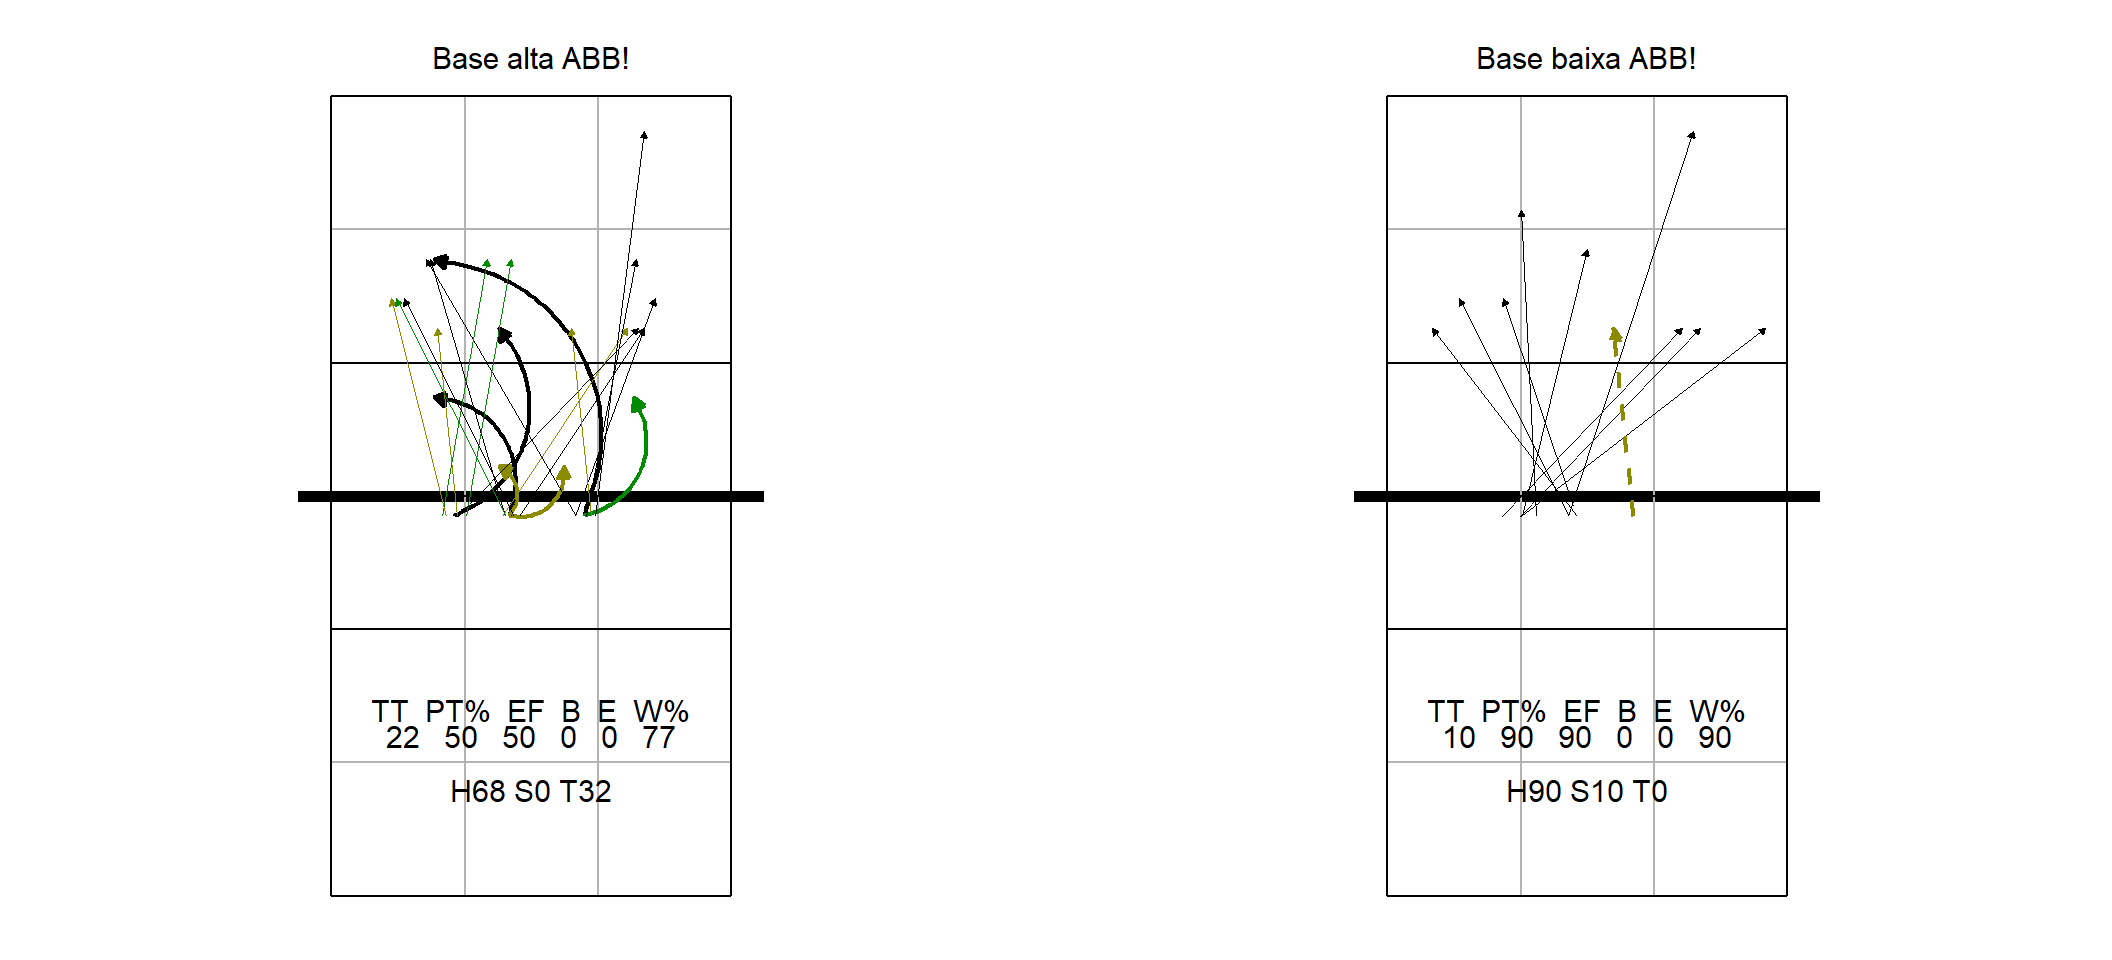 Base alta ABB!
TT PT% EF B E W%
22 50 50 0 0 77
H68 S0 T32
Base baixa ABB!
TT PT% EF B E W%
10 90 90 0 0 90
H90 S10 T0